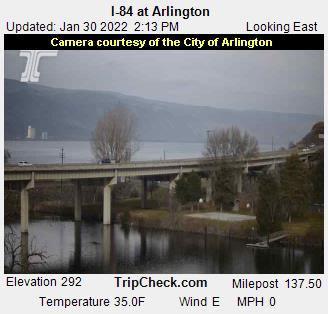 I-84 at Arlington
Updated: Jan 30 2022 2:13 PM Looking East
Camera courtesy of the City of Arlington
Elevation 292 TripCheck.com Milepost 137.50
Temperature 35.0F Wind E MPH 0